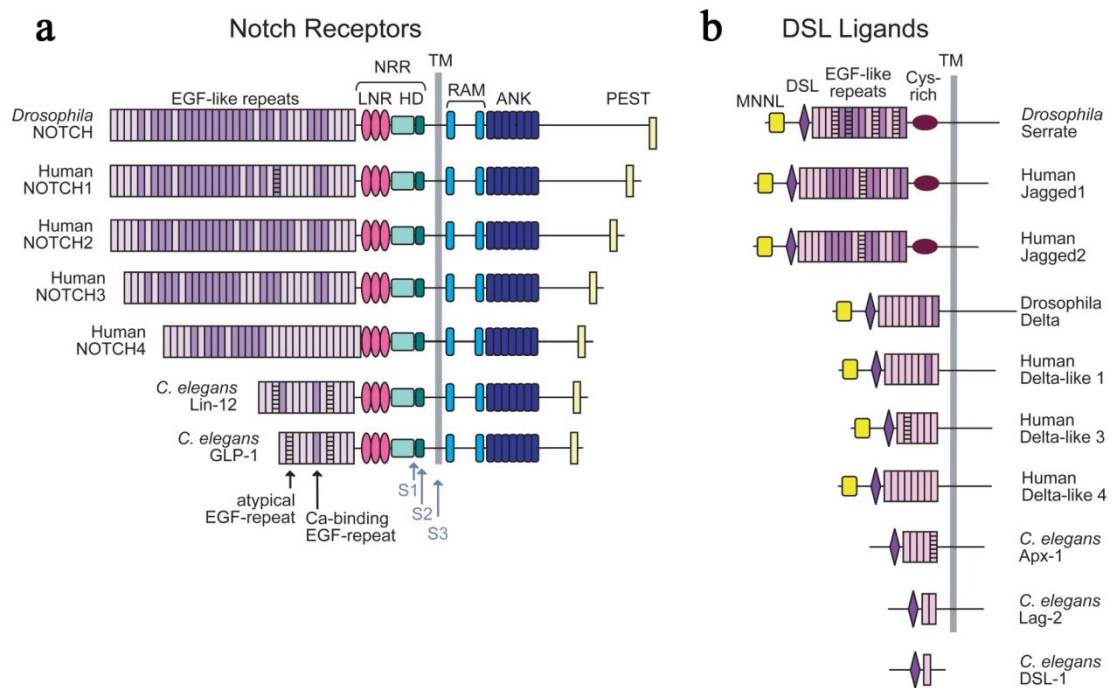 a
Notch Receptors
TM
NRR
EGF-like repeats
LNR HD
RAM
ANK
PEST
Drosophila
NOTCH
Human
NOTCH1
Human
NOTCH2
Human
NOTCH3
Human
NOTCH4
C. elegans
Lin-12
C. elegans
GLP-1
atypical
EGF-repeat
Ca-binding
EGF-repeat
S1
S2
S3
b
DSL Ligands
TM
MNNL
DSL
EGF-like
repeats
Cys-
rich
Drosophila
Serrate
Human
Jagged1
Human
Jagged2
Drosophila
Delta
Human
Delta-like 1
Human
Delta-like 3
Human
Delta-like 4
C. elegans
Apx-1
C. elegans
Lag-2
C. elegans
DSL-1